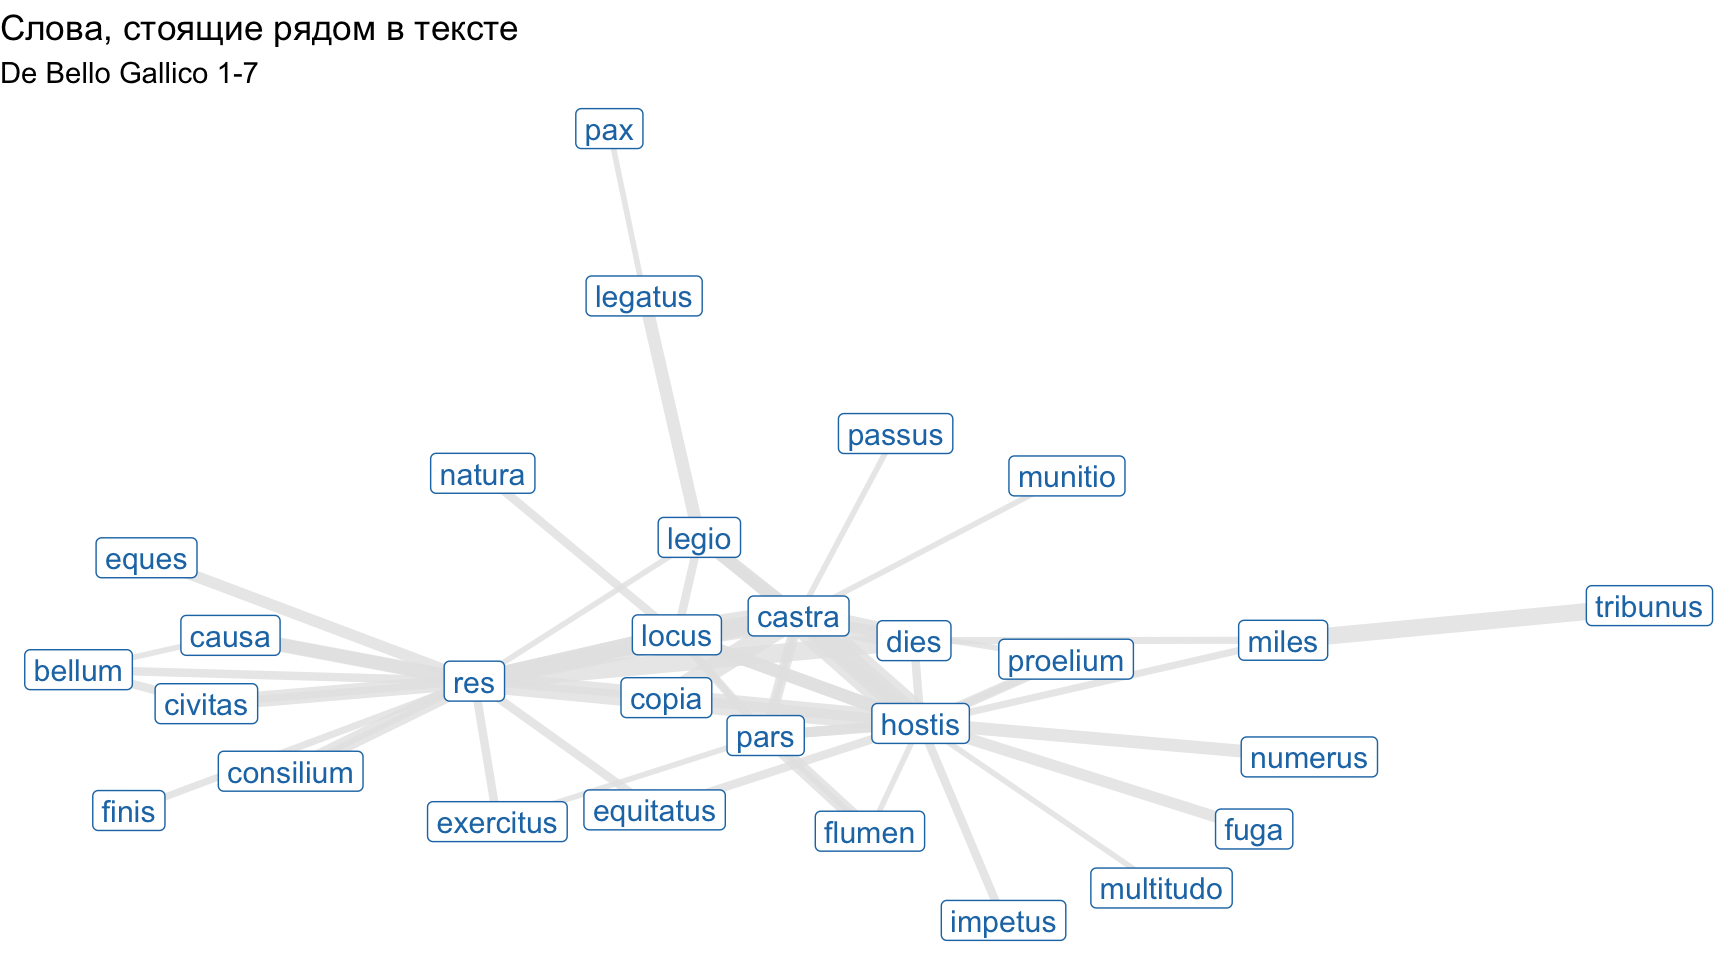 Слова, стоящие рядом в тексте
De Bello Gallico 1-7
pax
legatus
passus
natura
munitio
legio
eques
tribunus
castra
causa
locus
dies
miles
proelium
bellum
res
civitas
copia
hostis
pars
numerus
consilium
finis
equitatus
exercitus
flumen
fuga
multitudo
impetus